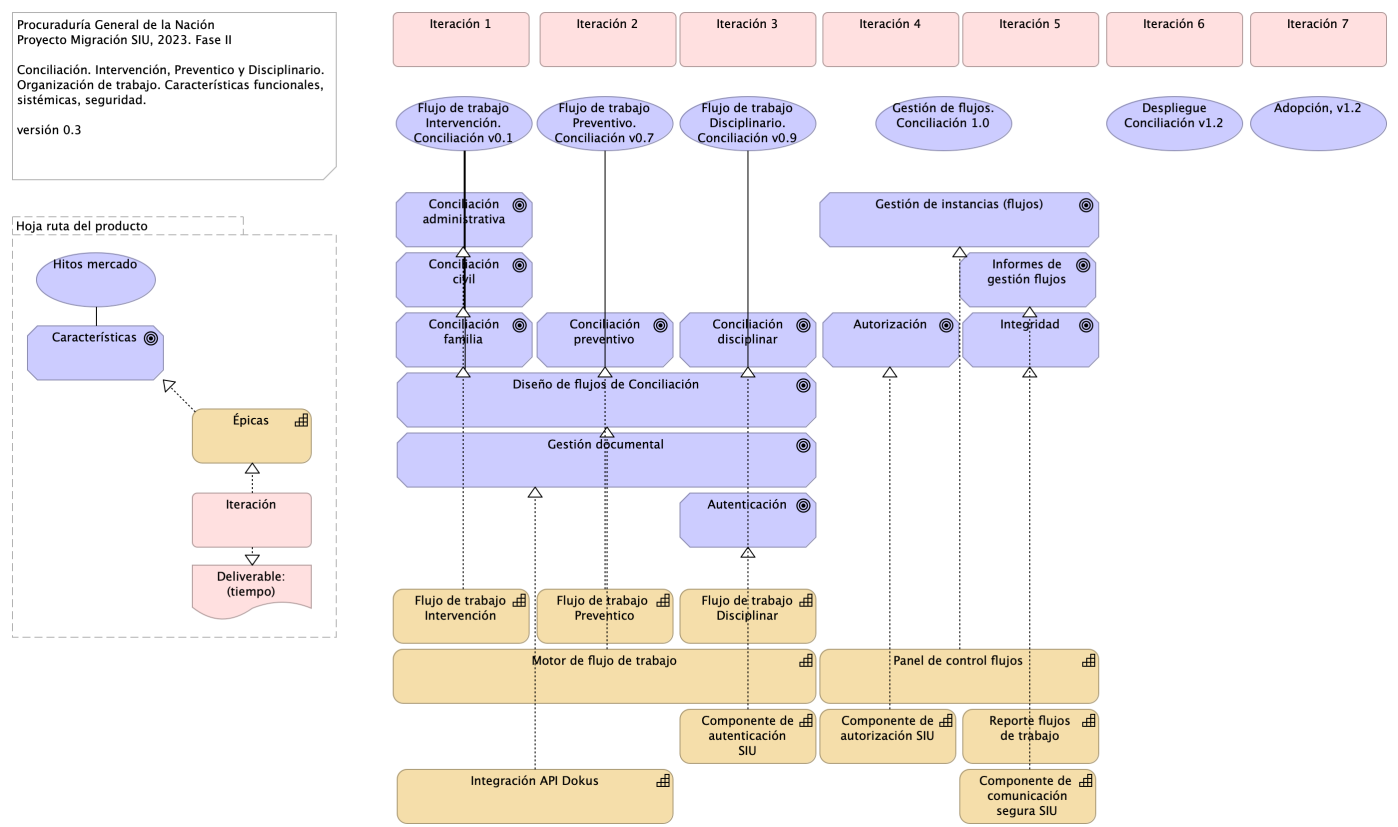 Procuraduría General de la Nación
Proyecto Migración SIU, 2023. Fase II
Conciliación. Intervención, Preventico y Disciplinario.
Organización de trabajo. Características funcionales,
sistémicas, seguridad.
versión 0.3
Hoja ruta del producto
Hitos mercado
Características
Épicas
Iteración
Deliverable:
(tiempo)
Iteración 1
Iteración 2
Iteración 3
Iteración 4
Iteración 5
Iteración 6
Iteración 7
Flujo de trabajo
Intervención.
Conciliación v0.1
Flujo de trabajo
Preventivo.
Conciliación v0.7
Flujo de trabajo
Disciplinario.
Conciliación v0.9
Gestión de flujos.
Conciliación 1.0
Despliegue
Conciliación v1.2
Adopción, v1.2
Conciliación
administrativa
Gestión de instancias (flujos)
Conciliación
civil
Informes de
gestión flujos
Conciliación
familia
Conciliación
preventivo
Conciliación
disciplinar
Autorización
Integridad
Diseño de flujos de Conciliación
Gestión documental
Autenticación
Flujo de trabajo
Intervención
Flujo de trabajo
Preventico
Flujo de trabajo
Disciplinar
Motor de flujo de trabajo
Panel de control flujos
Componente de
autenticación
SIU
Componente de
autorización SIU
Reporte flujos
de trabajo
Integración API Dokus
Componente de
comunicación
segura SIU